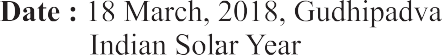 Date : 18 March, 2018, Gudhipadva
Indian Solar Year